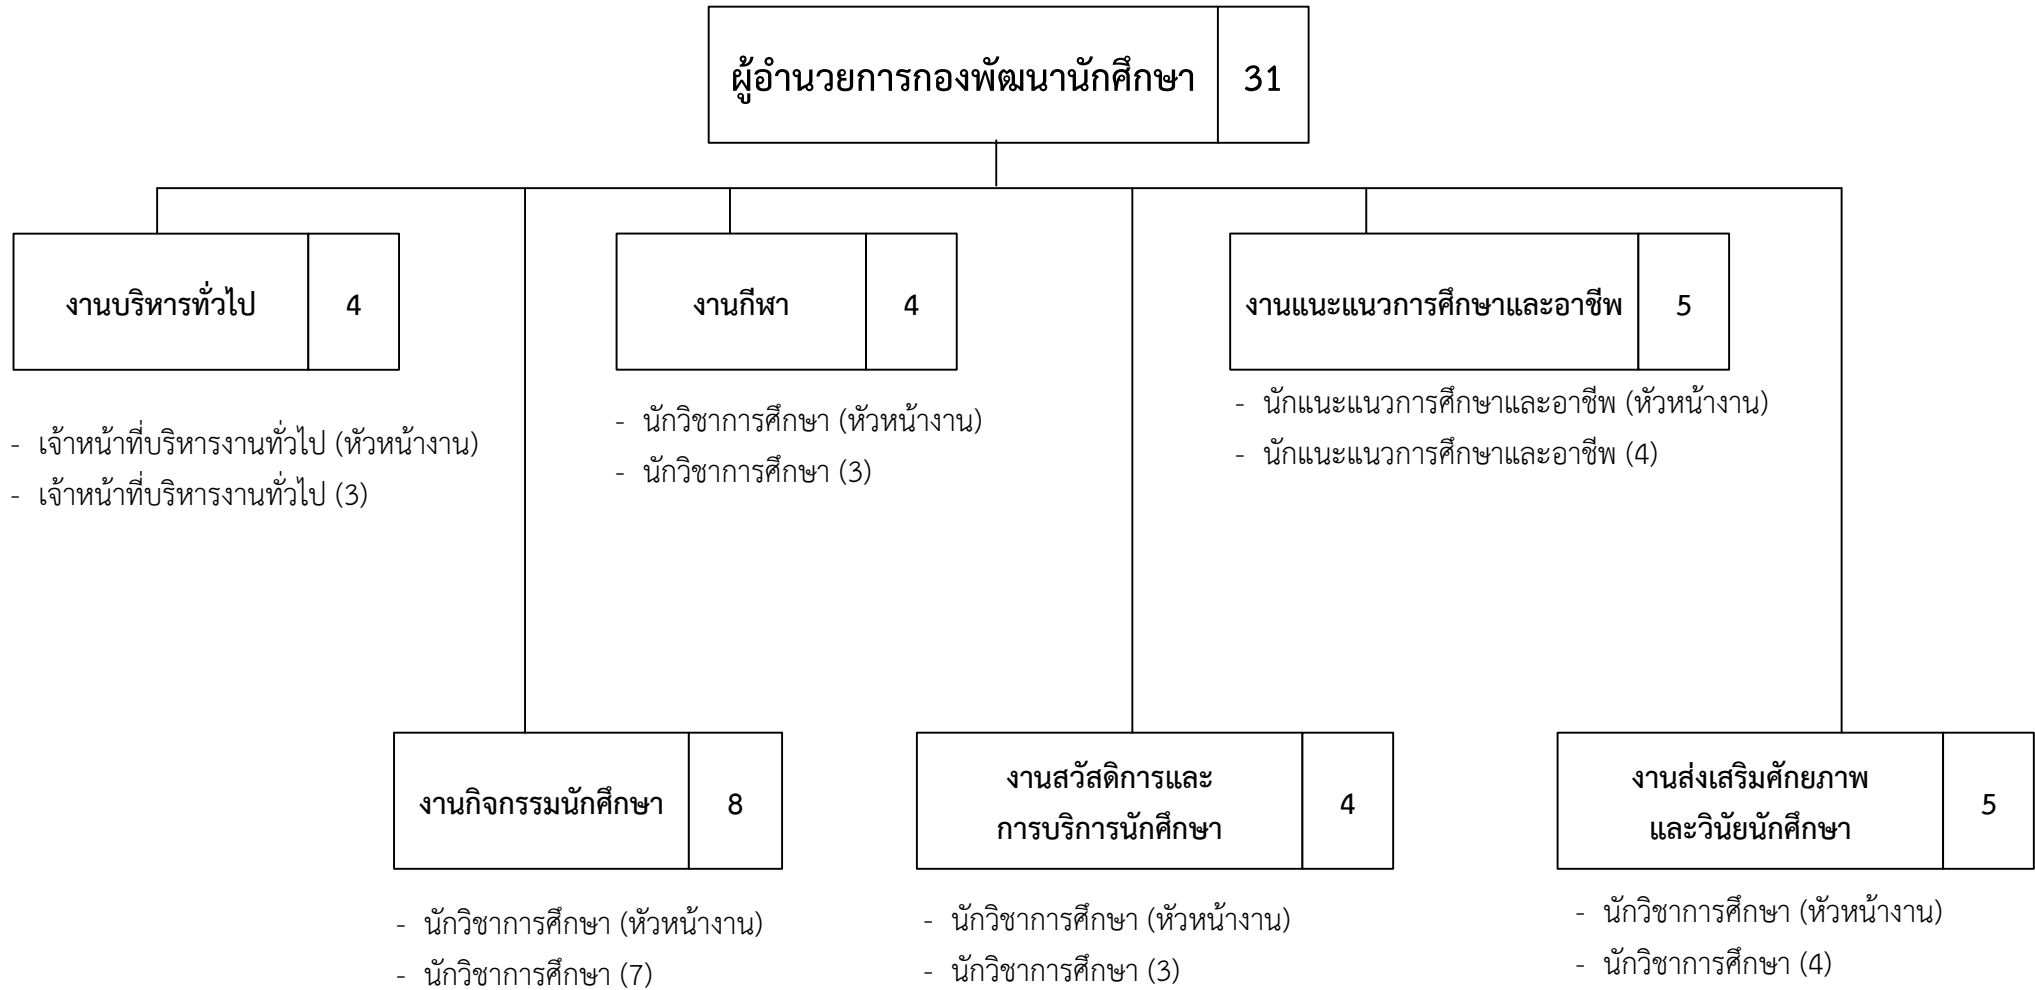 ผู้อำนวยการกองพัฒนานักศึกษา 31
งานบริหารทั่วไป 4
- เจ้าหน้าที่บริหารงานทั่วไป (หัวหน้างาน)
- เจ้าหน้าที่บริหารงานทั่วไป (3)
งานกีฬา 4
- นักวิชาการศึกษา (หัวหน้างาน)
- นักวิชาการศึกษา (3)
งานแนะแนวการศึกษาและอาชีพ 5
- นักแนะแนวการศึกษาและอาชีพ (หัวหน้างาน)
- นักแนะแนวการศึกษาและอาชีพ (4)
งานกิจกรรมนักศึกษา 8
- นักวิชาการศึกษา (หัวหน้างาน)
- นักวิชาการศึกษา (7)
งานสวัสดิการและ
การบริการนักศึกษา 4
- นักวิชาการศึกษา (หัวหน้างาน)
- นักวิชาการศึกษา (3)
งานส่งเสริมศักยภาพ
และวินัยนักศึกษา 5
- นักวิชาการศึกษา (หัวหน้างาน)
- นักวิชาการศึกษา (4)